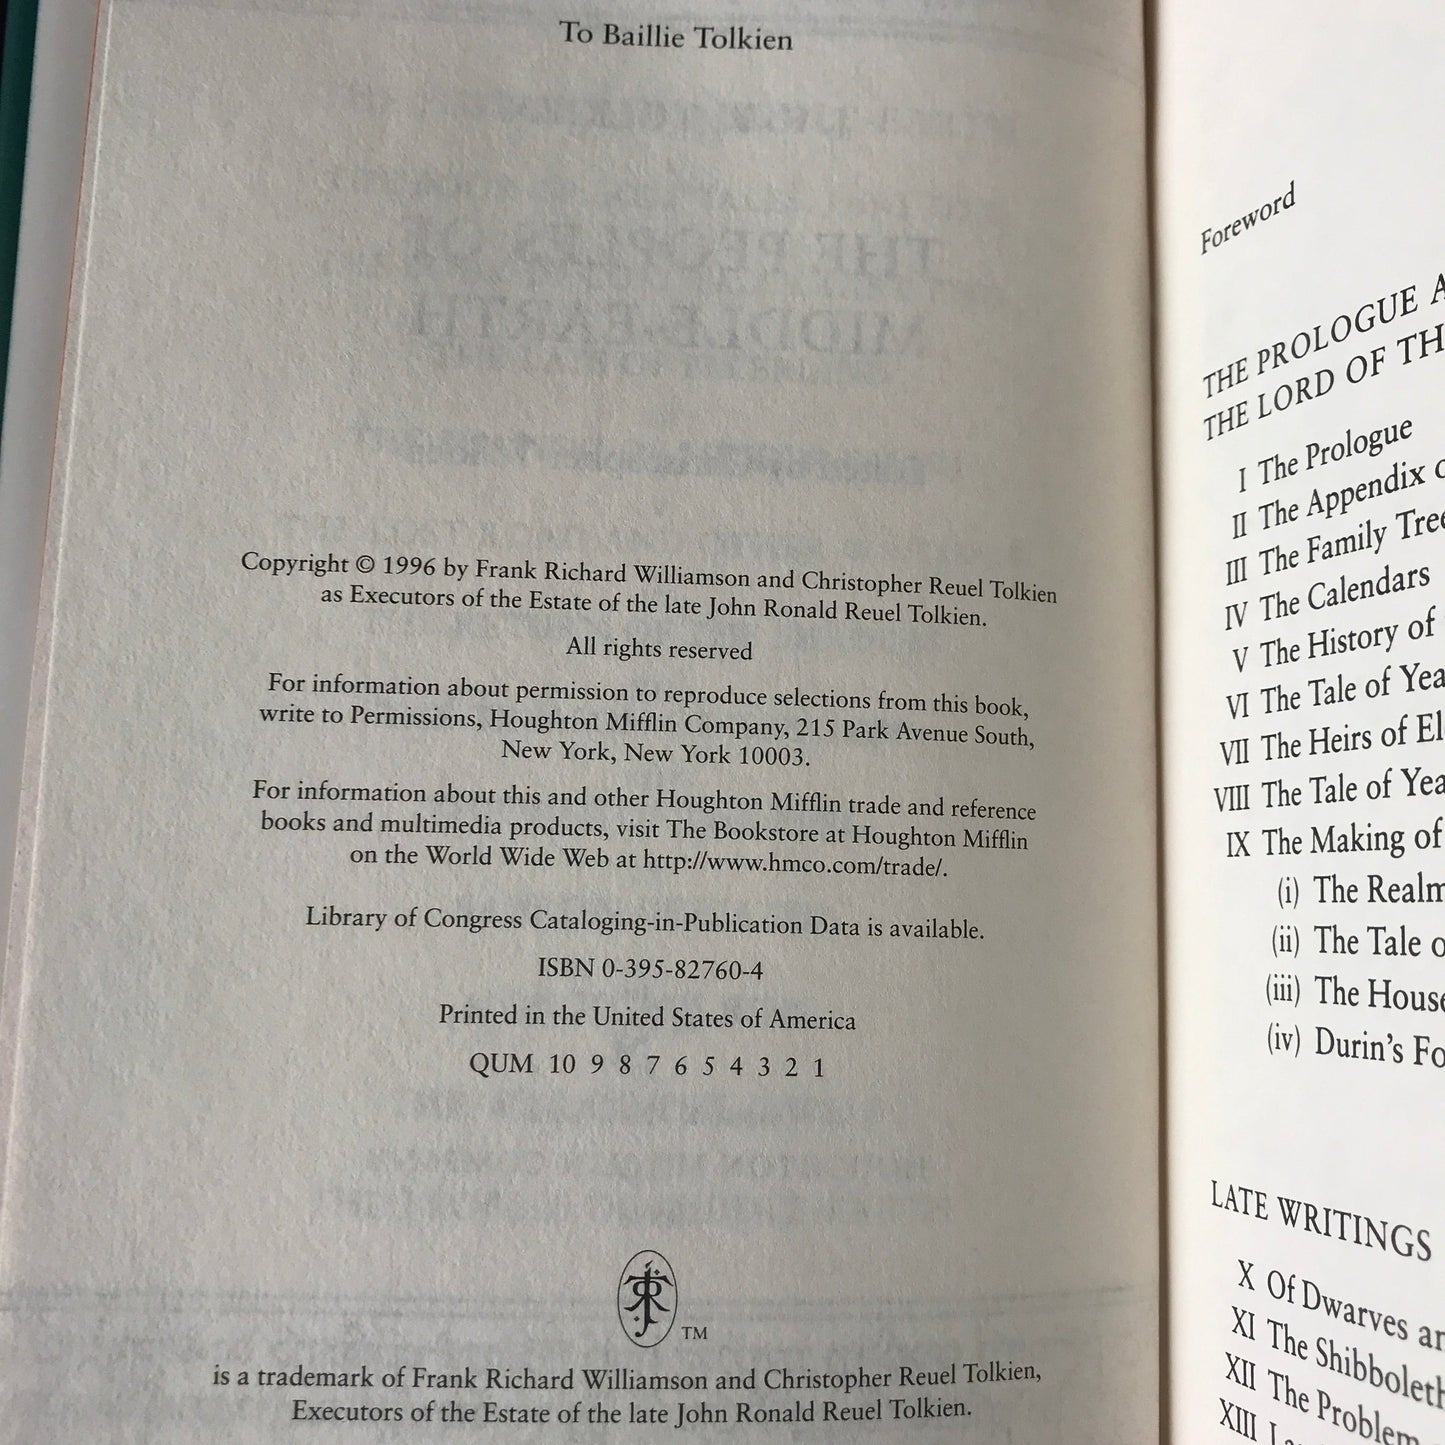 To Baillie Tolkien
THE PEOPLES OF
MIDDLE-EARTH
Copyright © 1996 by Frank Richard Williamson and Christopher Reuel Tolkien
as Executors of the Estate of the late John Ronald Reuel Tolkien.
All rights reserved
For information about permission to reproduce selections from this book,
write to Permissions, Houghton Mifflin Company, 215 Park Avenue South,
New York, New York 10003.
For information about this and other Houghton Mifflin trade and reference
books and multimedia products, visit The Bookstore at Houghton Mifflin
on the World Wide Web at http://www.hmco.com/trade/.
Library of Congress Cataloging-in-Publication Data is available.
ISBN 0-395-82760-4
Printed in the United States of America
QUM 10 9 8 7 6 5 4 3 2 1
TM
is a trademark of Frank Richard Williamson and Christopher Reuel Tolkien,
Executors of the Estate of the late John Ronald Reuel Tolkien.
Foreword
THE PROLOGUE
THE LORD OF
I The Prologue
II The Appendix
III The Family
IV The Calendars
V The History of
VI The Tale of
VII The Heirs of
VIII The Tale of
IX The Making of
(i) The
(ii) The Tale
(iii) The
(iv) Durin's
LATE WRITINGS
X Of Dwarves
XI The Shibboleth
XII The Problem
XIII